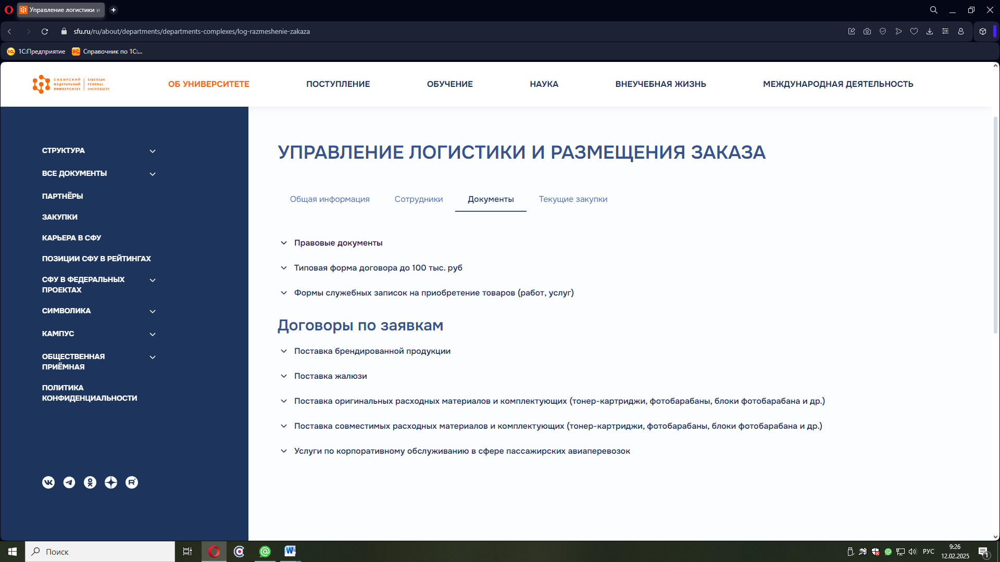 Управление логистики и
sfu.ru/ru/about/departments/departments-complexes/log-razmeshenie-zakaza
1С:Предприятие
Справочник по 1С:...
СИБИРСКИЙ ФЕДЕРАЛЬНЫЙ УНИВЕРСИТЕТ
SIBERIAN FEDERAL UNIVERSITY
ОБ УНИВЕРСИТЕТЕ
ПОСТУПЛЕНИЕ
ОБУЧЕНИЕ
НАУКА
ВНЕУЧЕБНАЯ ЖИЗНЬ
МЕЖДУНАРОДНАЯ ДЕЯТЕЛЬНОСТЬ
СТРУКТУРА
ВСЕ ДОКУМЕНТЫ
ПАРТНЁРЫ
ЗАКУПКИ
КАРЬЕРА В СФУ
ПОЗИЦИИ СФУ В РЕЙТИНГАХ
СФУ В ФЕДЕРАЛЬНЫХ
ПРОЕКТАХ
СИМВОЛИКА
КАМПУС
ОБЩЕСТВЕННАЯ
ПРИЁМНАЯ
ПОЛИТИКА
КОНФИДЕНЦИАЛЬНОСТИ
УПРАВЛЕНИЕ ЛОГИСТИКИ И РАЗМЕЩЕНИЯ ЗАКАЗА
Общая информация
Сотрудники
Документы
Текущие закупки
Правовые документы
Типовая форма договора до 100 тыс. руб
Формы служебных записок на приобретение товаров (работ, услуг)
Договоры по заявкам
Поставка брендированной продукции
Поставка жалюзи
Поставка оригинальных расходных материалов и комплектующих (тонер-картриджи, фотобарабаны, блоки фотобарабана и др.)
Поставка совместимых расходных материалов и комплектующих (тонер-картриджи, фотобарабаны, блоки фотобарабана и др.)
Услуги по корпоративному обслуживанию в сфере пассажирских авиаперевозок
Поиск
РУС
9:26
12.02.2025
1